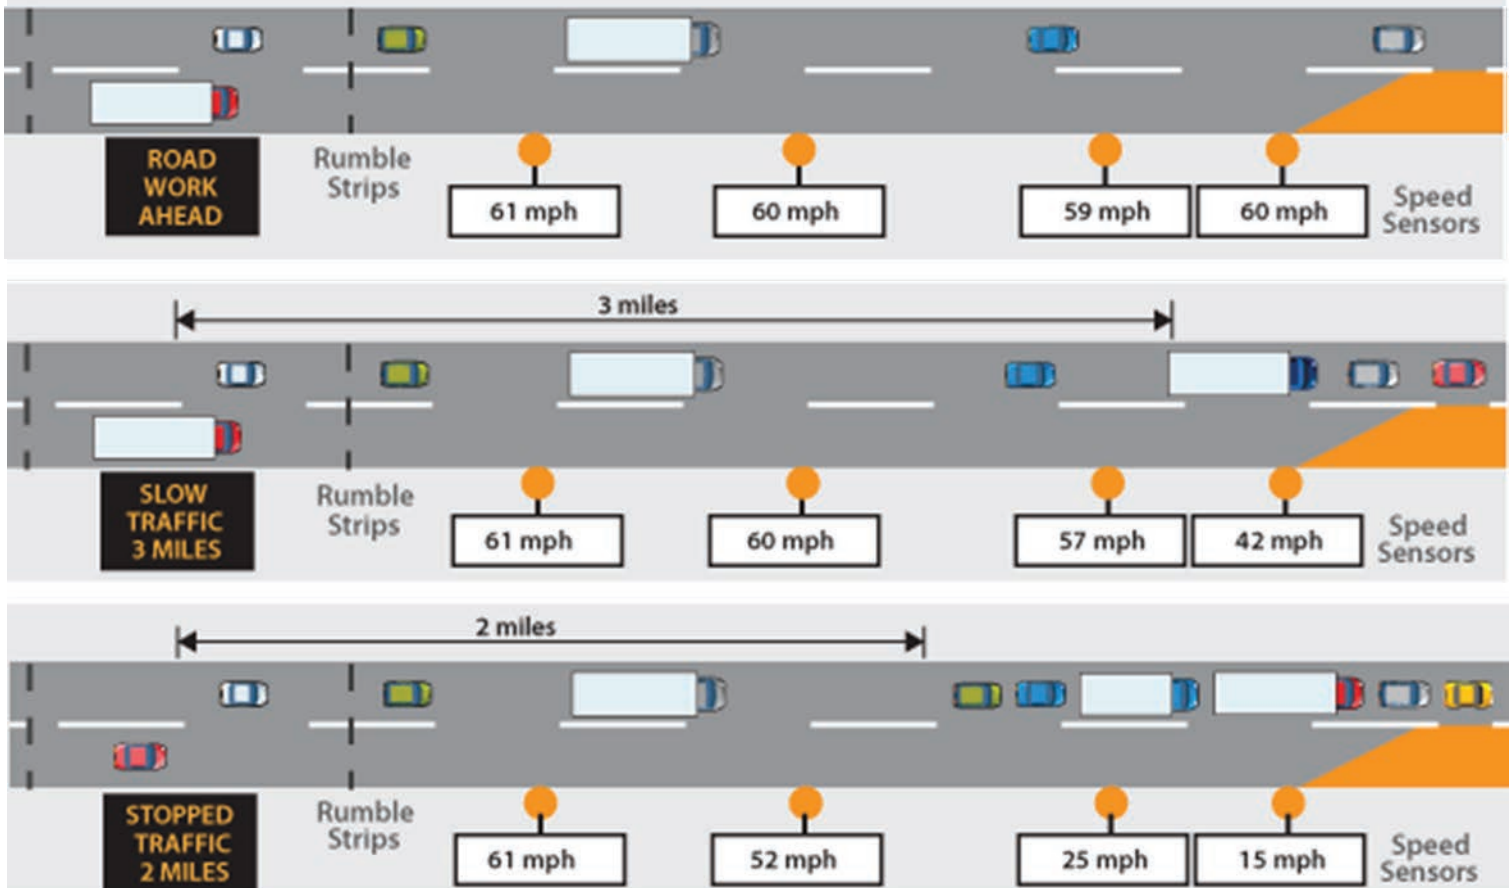 ROAD
WORK
AHEAD
Rumble
Strips
61 mph
60 mph
59 mph
60 mph
Speed
Sensors
3 miles
SLOW
TRAFFIC
3 MILES
Rumble
Strips
61 mph
60 mph
57 mph
42 mph
Speed
Sensors
2 miles
STOPPED
TRAFFIC
2 MILES
Rumble
Strips
61 mph
52 mph
25 mph
15 mph
Speed
Sensors